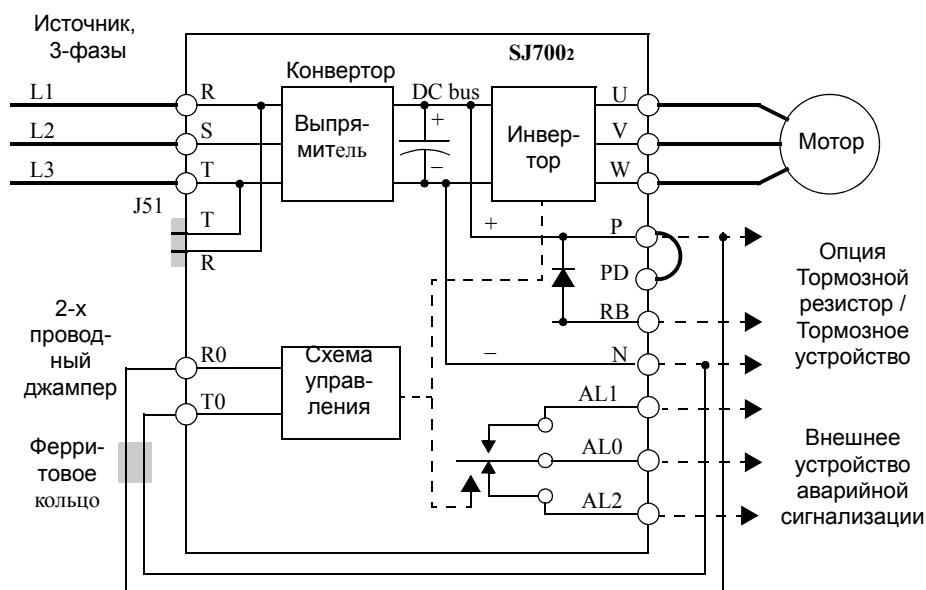 Источник,
3-фазы
SJ7002
Конвертор
L1
R
DC bus
U
L2
S
Выпря-
митель
+
Инвер-
тор
V
Мотор
L3
T
–
W
J51
T
R
+
P
PD
RB
–
N
Опция
Тормозной
резистор /
Тормозное
устройство
2-х
провод-
ный
джампер
R0
T0
Схема
управ-
ления
AL1
AL0
AL2
Ферри-
товое
кольцо
Внешнее
устройство
аварийной
сигнализации